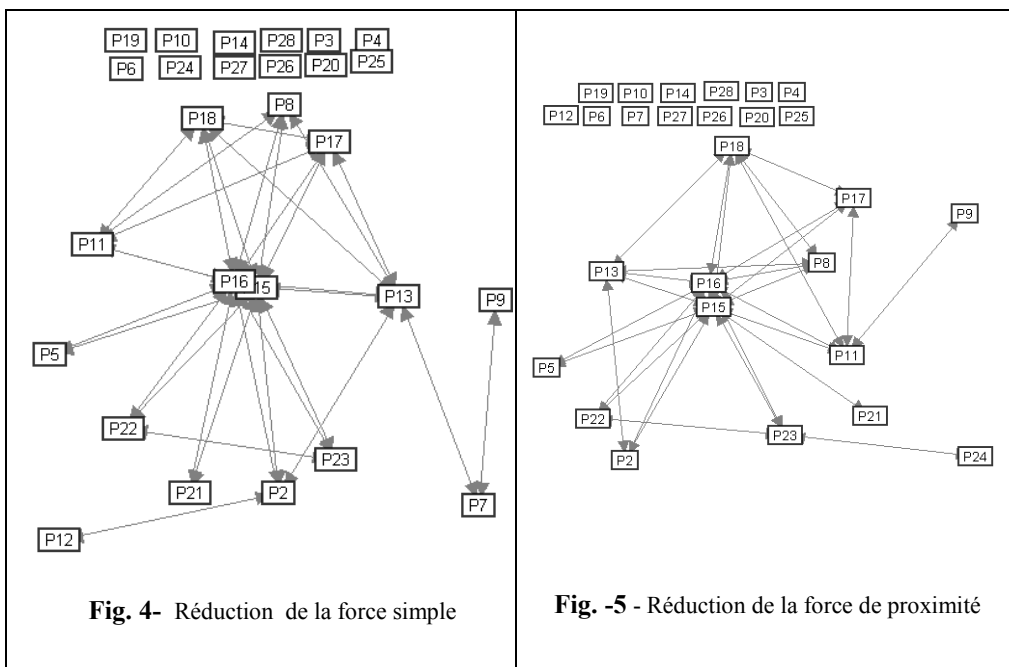 P19 P10 P14 P28 P3 P4
P6 P24 P27 P26 P20 P25
P8
P18
P17
P11
P16 15
P13 P9
P5
P22
P23
P21 P2
P7
P12
Fig. 4- Réduction de la force simple
P19 P10 P14 P28 P3 P4
P12 P6 P7 P27 P26 P20 P25
P18
P17
P9
P13 P8
P16
P15
P11
P5
P22 P21
P23
P2 P24
Fig. -5 - Réduction de la force de proximité